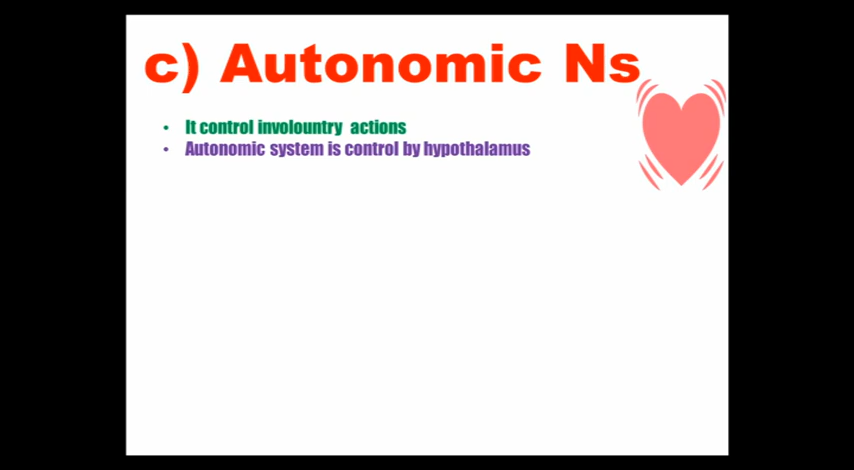 c) Autonomic Ns
• It control involountry actions
• Autonomic system is control by hypothalamus